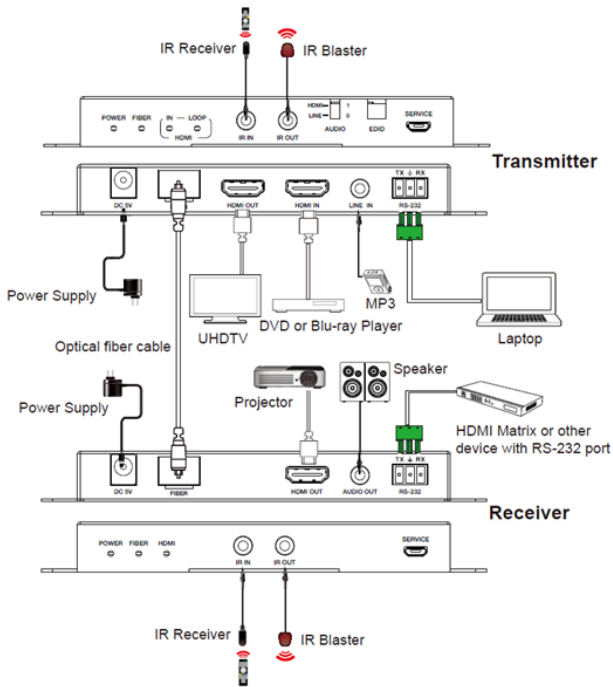 IR Receiver
IR Blaster
POWER FIBER IN — LOOP
HDMI
IR IN IR OUT
HDMI— 1
LINE— 0
AUDIO EDID
SERVICE
Transmitter
DC 5V
HDMI OUT HDMI IN LINE IN
TX RX
RS-232
Power Supply
UHDTV
DVD or Blu-ray Player
MP3
Laptop
Optical fiber cable
Power Supply
Projector
Speaker
HDMI Matrix or other
device with RS-232 port
DC 5V FIBER HDMI OUT AUDIO OUT
TX RX
RS-232
Receiver
POWER FIBER HDMI
IR IN IR OUT
SERVICE
IR Receiver
IR Blaster